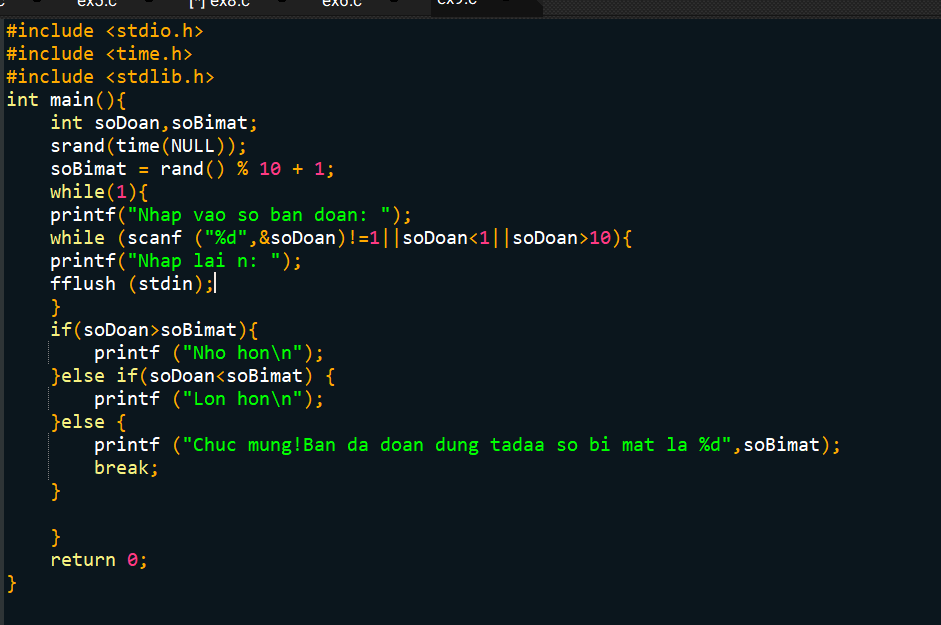 ex5.c [*] ex8.c ex6.c ex9.c
#include <stdio.h>
#include <time.h>
#include <stdlib.h>
int main(){
    int soDoan,soBimat;
    srand(time(NULL));
    soBimat = rand() % 10 + 1;
    while(1){
    printf("Nhap vao so ban doan: ");
    while (scanf ("%d",&soDoan)!=1||soDoan<1||soDoan>10){
    printf("Nhap lai n: ");
    fflush (stdin);
    }
    if(soDoan>soBimat){
        printf ("Nho hon\n");
    }else if(soDoan<soBimat) {
        printf ("Lon hon\n");
    }else {
        printf ("Chuc mung!Ban da doan dung tadaa so bi mat la %d",soBimat);
        break;
    }
    }
    return 0;
}